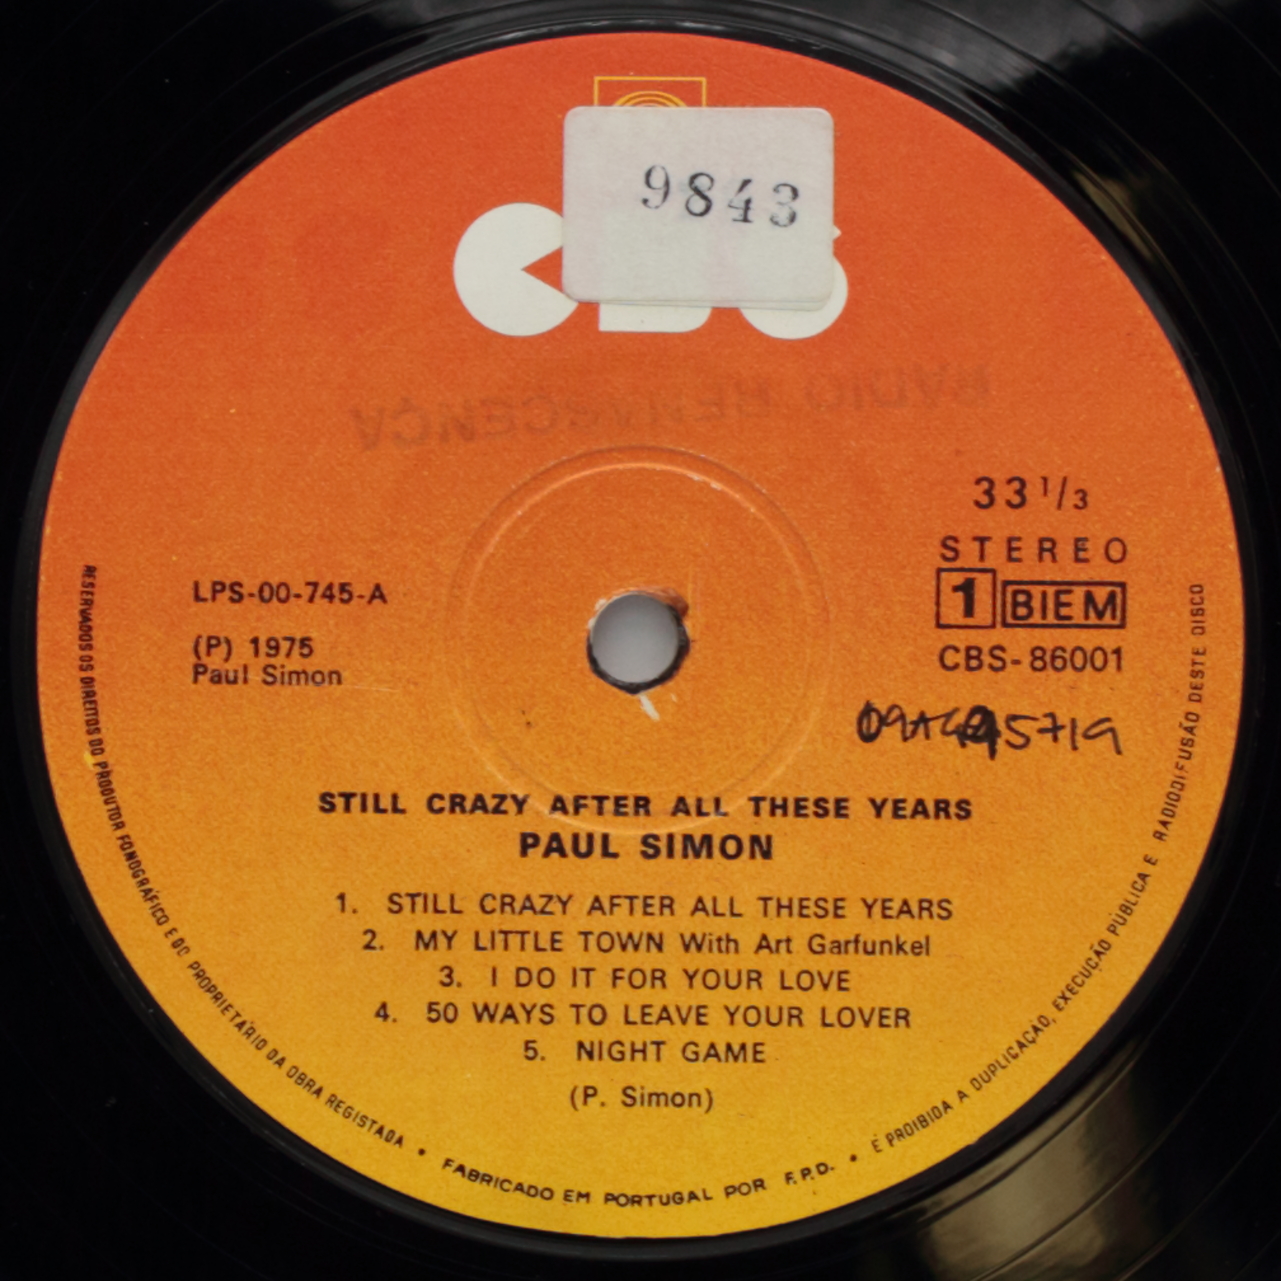 9843
RADIO RENASCENÇA
33 1/3
STEREO
1 BIEM
CBS-86001
LPS-00-745-A
(P) 1975
Paul Simon
STILL CRAZY AFTER ALL THESE YEARS
PAUL SIMON
1. STILL CRAZY AFTER ALL THESE YEARS
2. MY LITTLE TOWN With Art Garfunkel
3. I DO IT FOR YOUR LOVE
4. 50 WAYS TO LEAVE YOUR LOVER
5. NIGHT GAME
(P. Simon)
RESERVADOS OS DIREITOS DO PRODUTOR FONOGRÁFICO E DO PROPRIETÁRIO DA OBRA REGISTADA • FABRICADO EM PORTUGAL POR F.P.D. • É PROIBIDA A DUPLICAÇÃO, EXECUÇÃO PÚBLICA E RADIODIFUSÃO DESTE DISCO